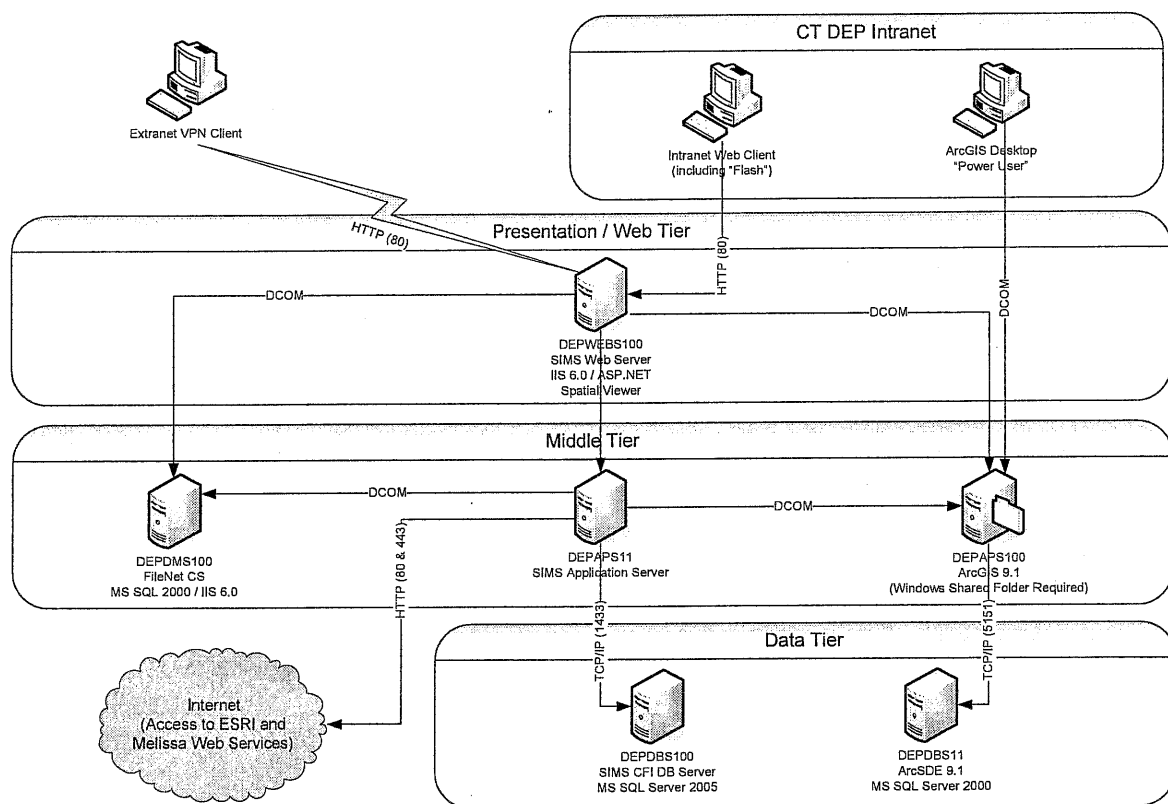 CT DEP Intranet
Extranet VPN Client
Intranet Web Client
(including "Flash")
ArcGIS Desktop
"Power User"
HTTP (80)
HTTP (80)
DCOM
Presentation / Web Tier
DCOM
DCOM
DEPWEBS100
SIMS Web Server
IIS 6.0 / ASP.NET
Spatial Viewer
Middle Tier
DCOM
DCOM
HTTP (80 & 443)
DEPDMS100
FileNet CS
MS SQL 2000 / IIS 6.0
DEPAPS11
SIMS Application Server
DEPAPS100
ArcGIS 9.1
(Windows Shared Folder Required)
TCP/IP (1433)
TCP/IP (5151)
Data Tier
Internet
(Access to ESRI and
Melissa Web Services)
DEPDBS100
SIMS CFI DB Server
MS SQL Server 2005
DEPDBS11
ArcSDE 9.1
MS SQL Server 2000